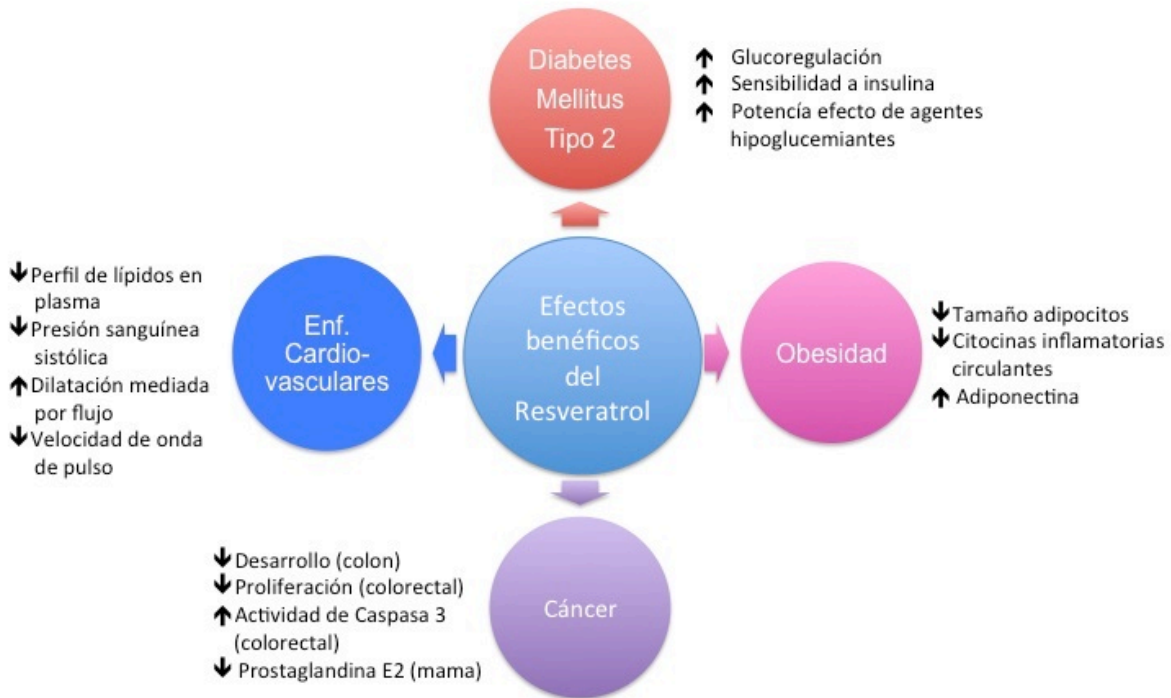 Diabetes
Mellitus
Tipo 2
↑ Glucoregulación
↑ Sensibilidad a insulina
↑ Potencía efecto de agentes
hipoglucemiantes
↓ Perfil de lípidos en
plasma
↓ Presión sanguínea
sistólica
↑ Dilatación mediada
por flujo
↓ Velocidad de onda
de pulso
Enf.
Cardio-
vasculares
Efectos
benéficos
del
Resveratrol
Obesidad
↓ Tamaño adipocitos
↓ Citocinas inflamatorias
circulantes
↑ Adiponectina
↓ Desarrollo (colon)
↓ Proliferación (colorectal)
↑ Actividad de Caspasa 3
(colorectal)
↓ Prostaglandina E2 (mama)
Cáncer